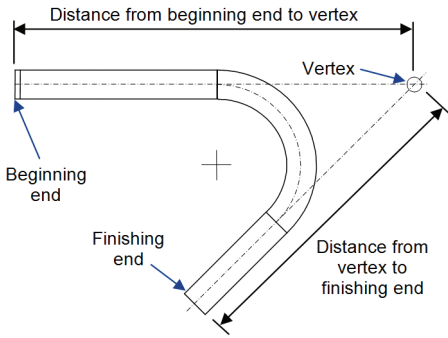 Distance from beginning end to vertex
Vertex
Beginning
end
Finishing
end
Distance from
vertex to
finishing end